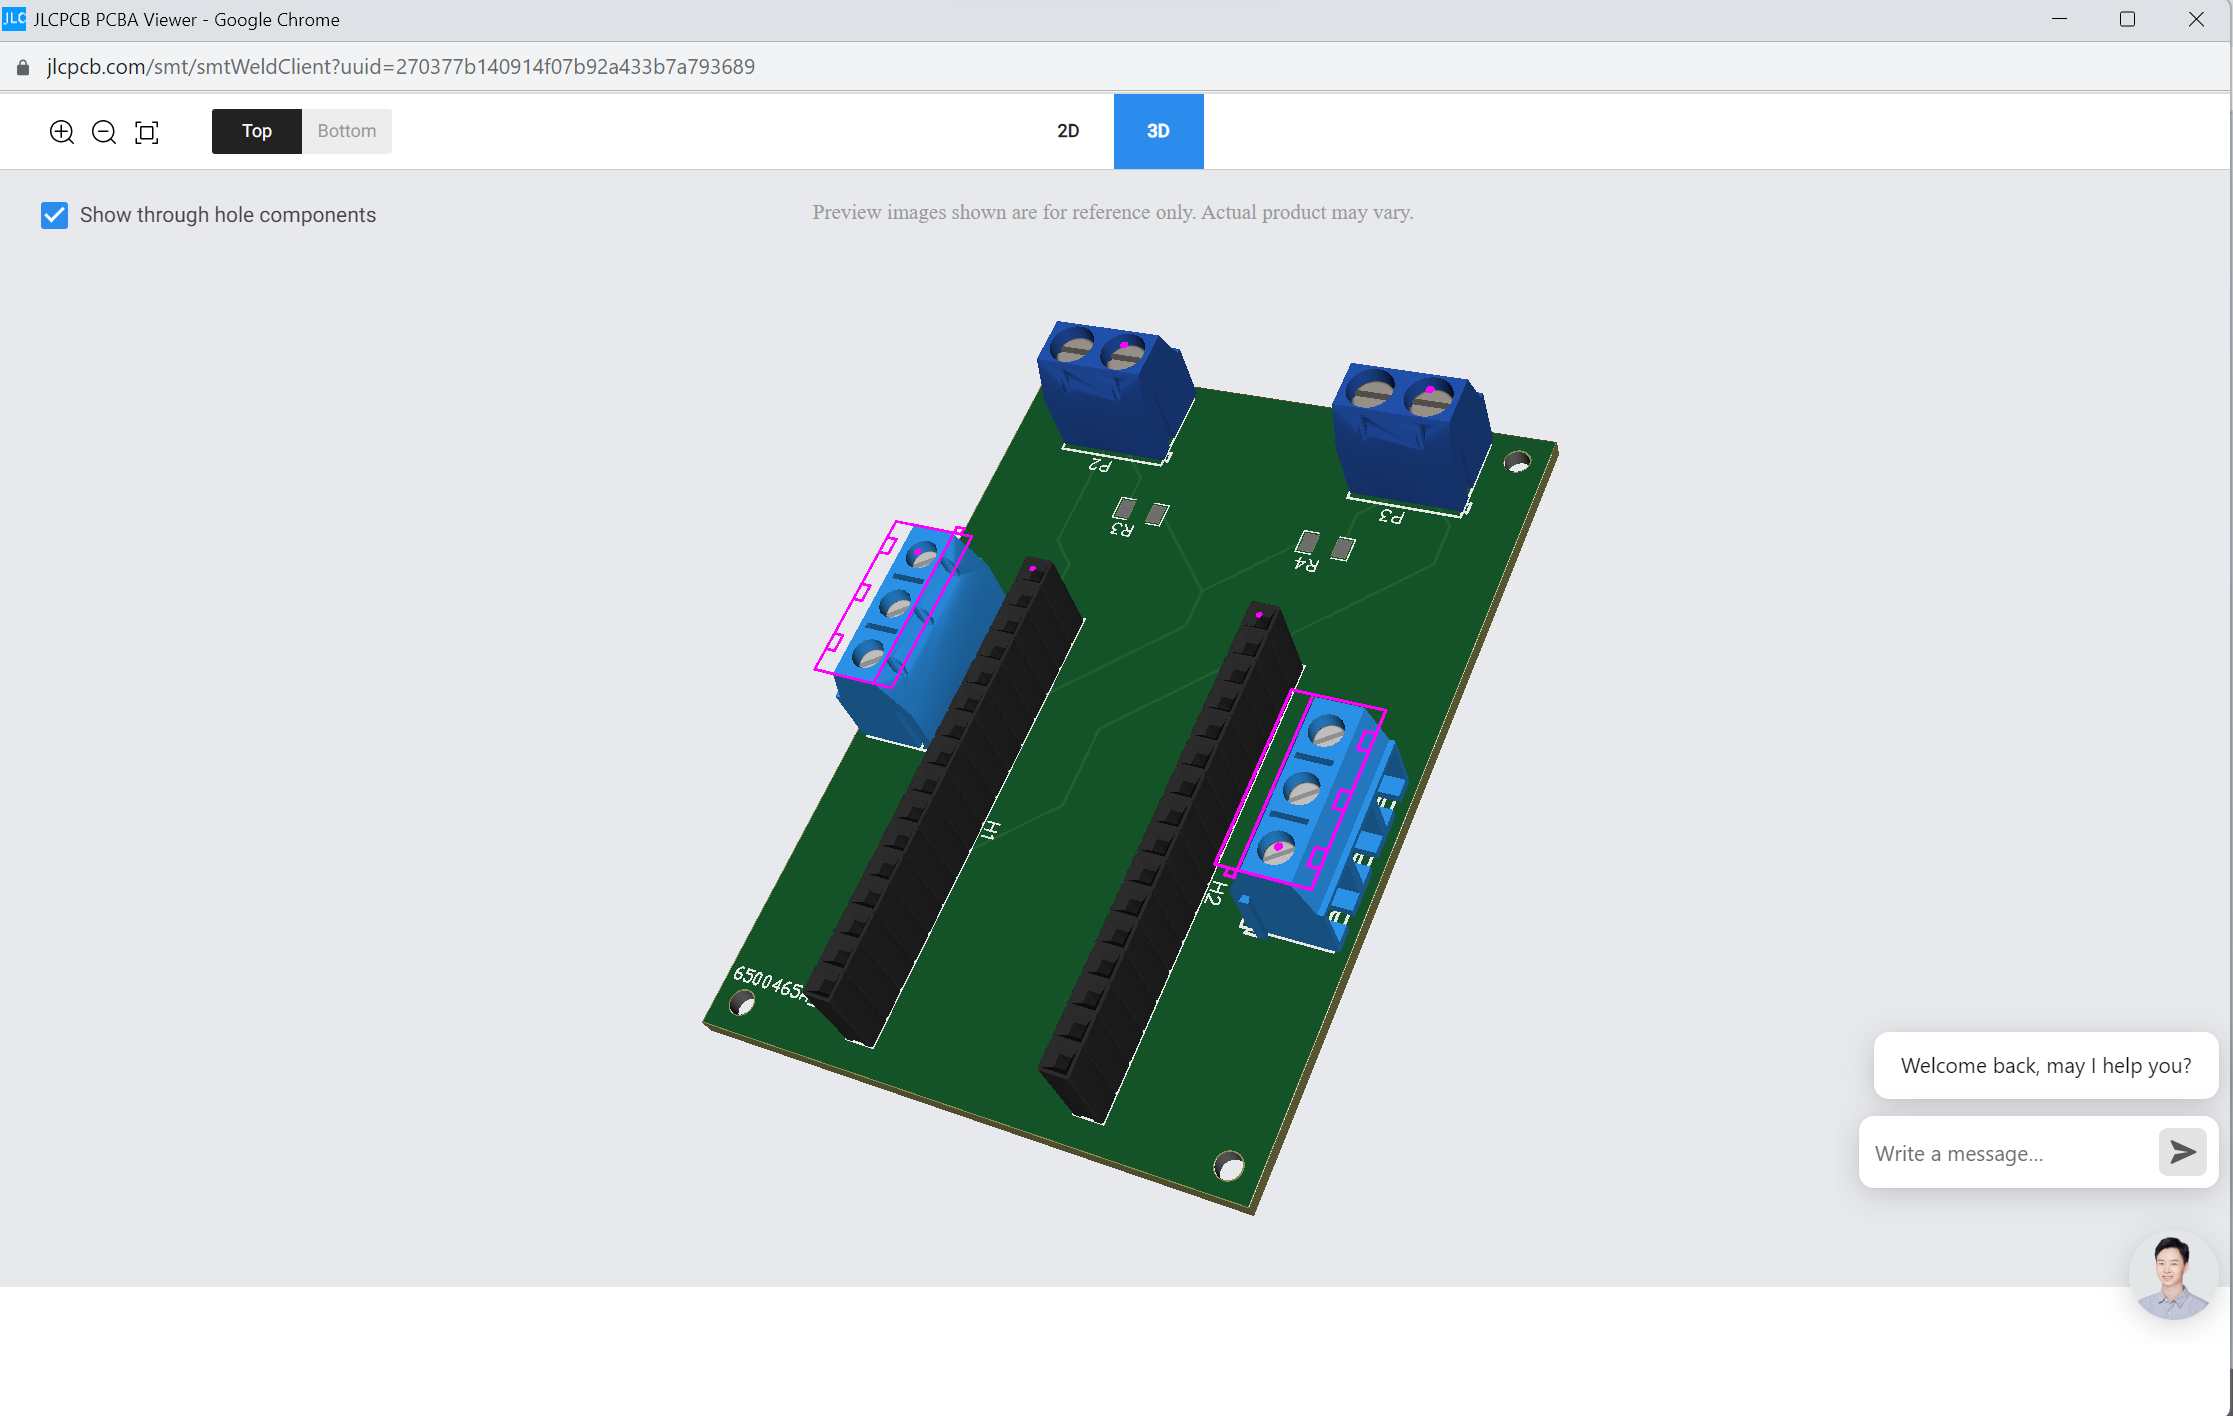 JLC JLCPCB PCBA Viewer - Google Chrome
jlcpcb.com/smt/smtWeldClient?uuid=270377b140914f07b92a433b7a793689
Top Bottom 2D 3D
Show through hole components
Preview images shown are for reference only. Actual product may vary.
P2
P3
R3
R4
H1
H2
6500465A
Welcome back, may I help you?
Write a message...